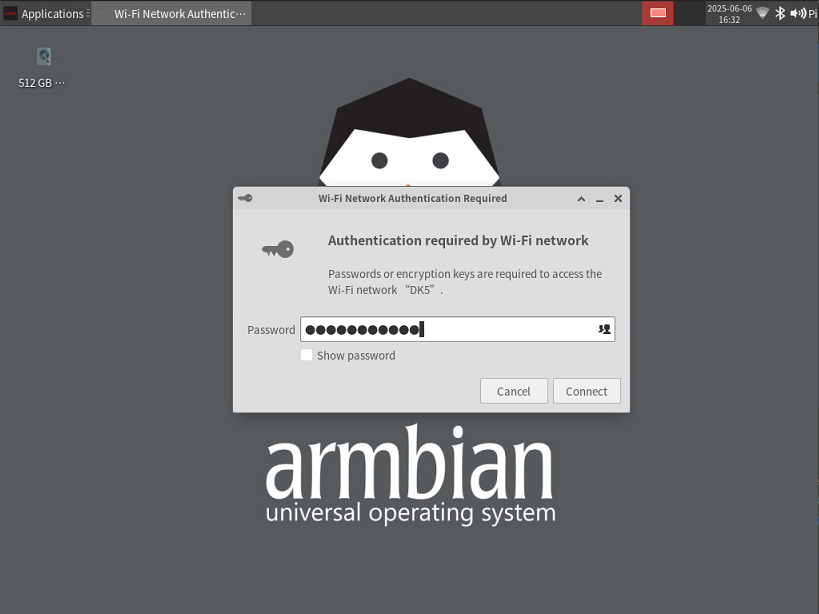 Applications
Wi-Fi Network Authentic···
2025-06-06
16:32
Pi
512 GB ···
Wi-Fi Network Authentication Required
Authentication required by Wi-Fi network
Passwords or encryption keys are required to access the
Wi-Fi network “DK5”.
Password
Show password
Cancel
Connect
armbian
universal operating system